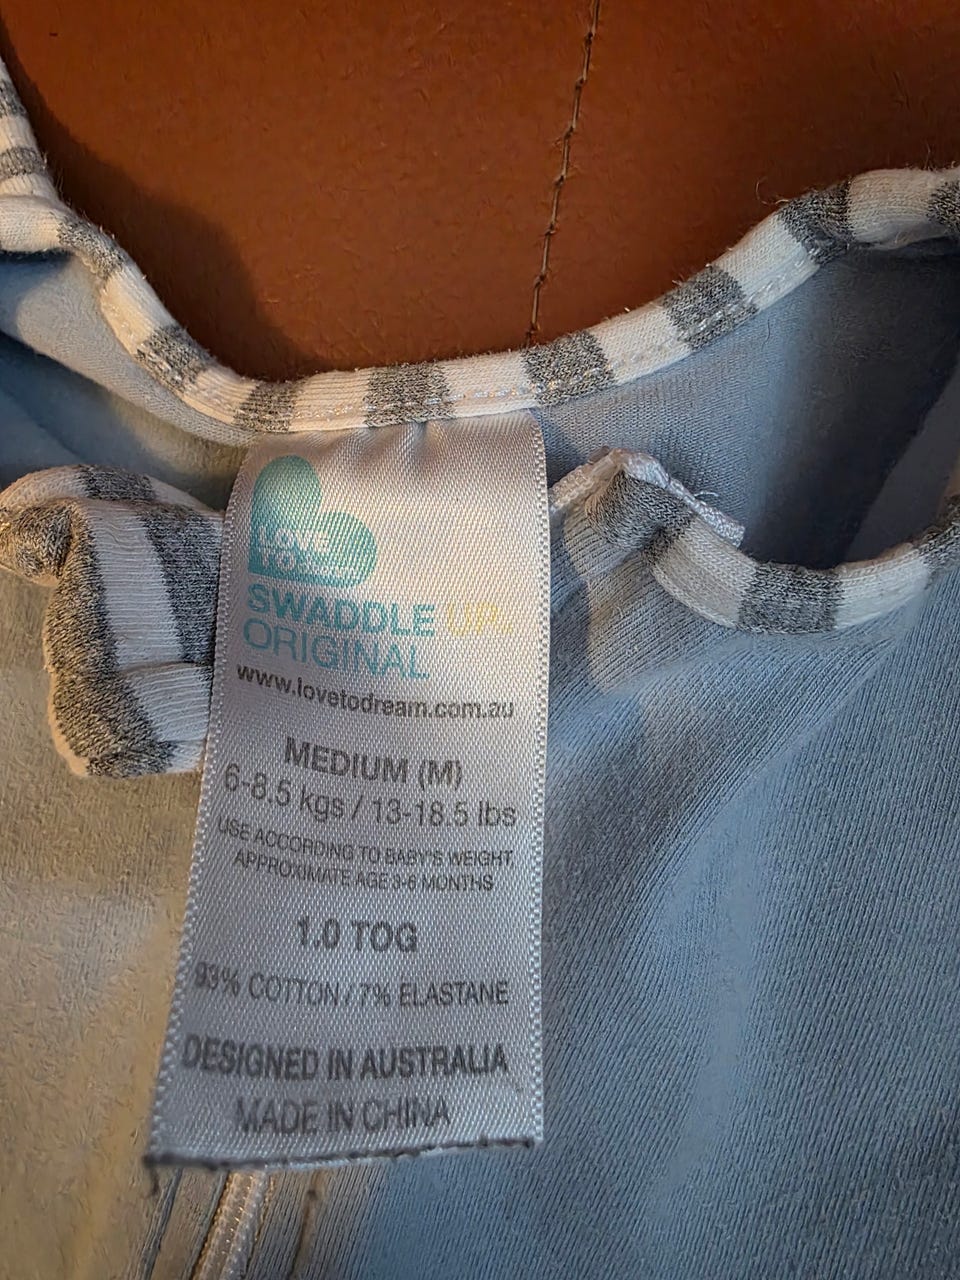 LOVE
TO DREAM
SWADDLE UP
ORIGINAL
www.lovetodream.com.au
MEDIUM (M)
6-8.5 kgs / 13-18.5 lbs
USE ACCORDING TO BABY'S WEIGHT
APPROXIMATE AGE 3-6 MONTHS
1.0 TOG
93% COTTON / 7% ELASTANE
DESIGNED IN AUSTRALIA
MADE IN CHINA